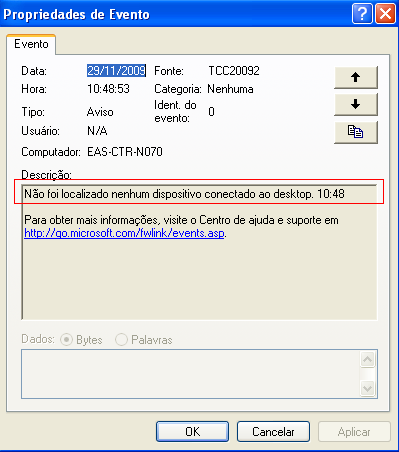 Propriedades de Evento
Evento
Data: 29/11/2009 Fonte: TCC20092
Hora: 10:48:53 Categoria: Nenhuma
Tipo: Aviso Ident. do evento: 0
Usuário: N/A
Computador: EAS-CTR-N070
Descrição:
Não foi localizado nenhum dispositivo conectado ao desktop. 10:48
Para obter mais informações, visite o Centro de ajuda e suporte em
http://go.microsoft.com/fwlink/events.asp.
Dados: Bytes Palavras
OK Cancelar Aplicar